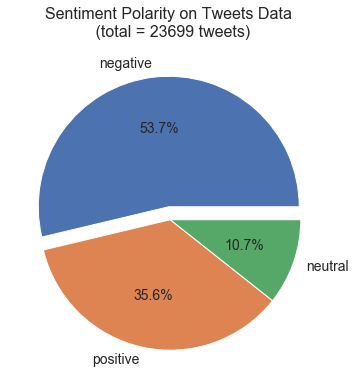 Sentiment Polarity on Tweets Data
(total = 23699 tweets)
negative
53.7%
10.7%
neutral
35.6%
positive